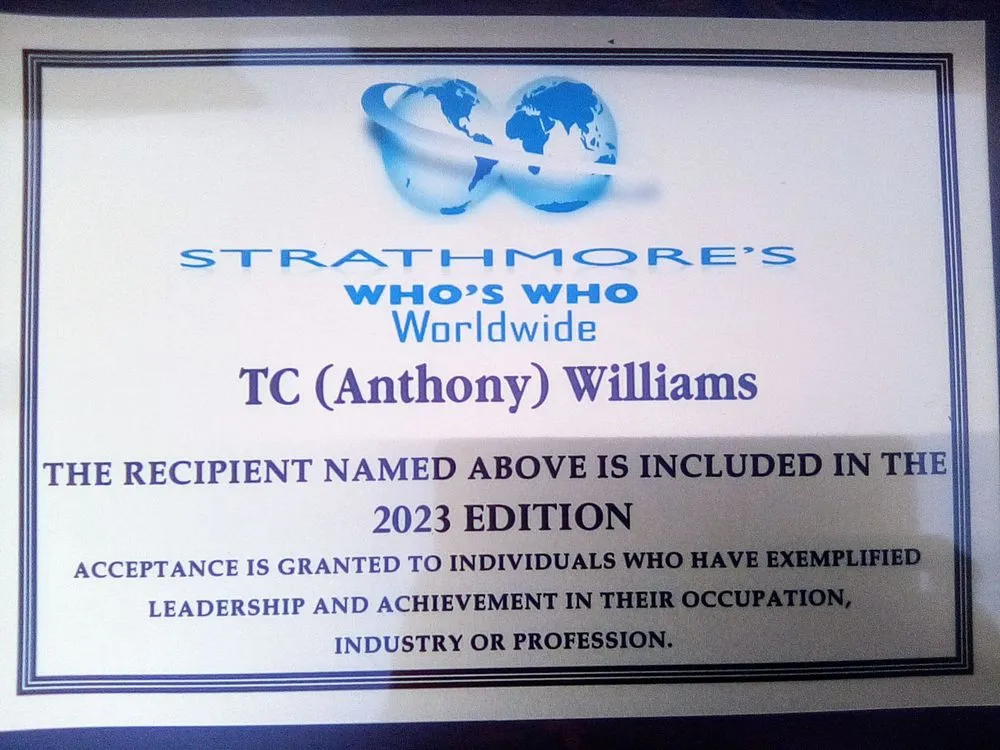 STRATHMORE'S
WHO'S WHO
Worldwide
TC (Anthony) Williams
THE RECIPIENT NAMED ABOVE IS INCLUDED IN THE
2023 EDITION
ACCEPTANCE IS GRANTED TO INDIVIDUALS WHO HAVE EXEMPLIFIED
LEADERSHIP AND ACHIEVEMENT IN THEIR OCCUPATION,
INDUSTRY OR PROFESSION.